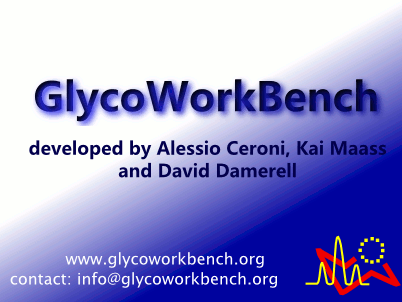 GlycoWorkBench
developed by Alessio Ceroni, Kai Maass
and David Damerell
www.glycoworkbench.org
contact: info@glycoworkbench.org